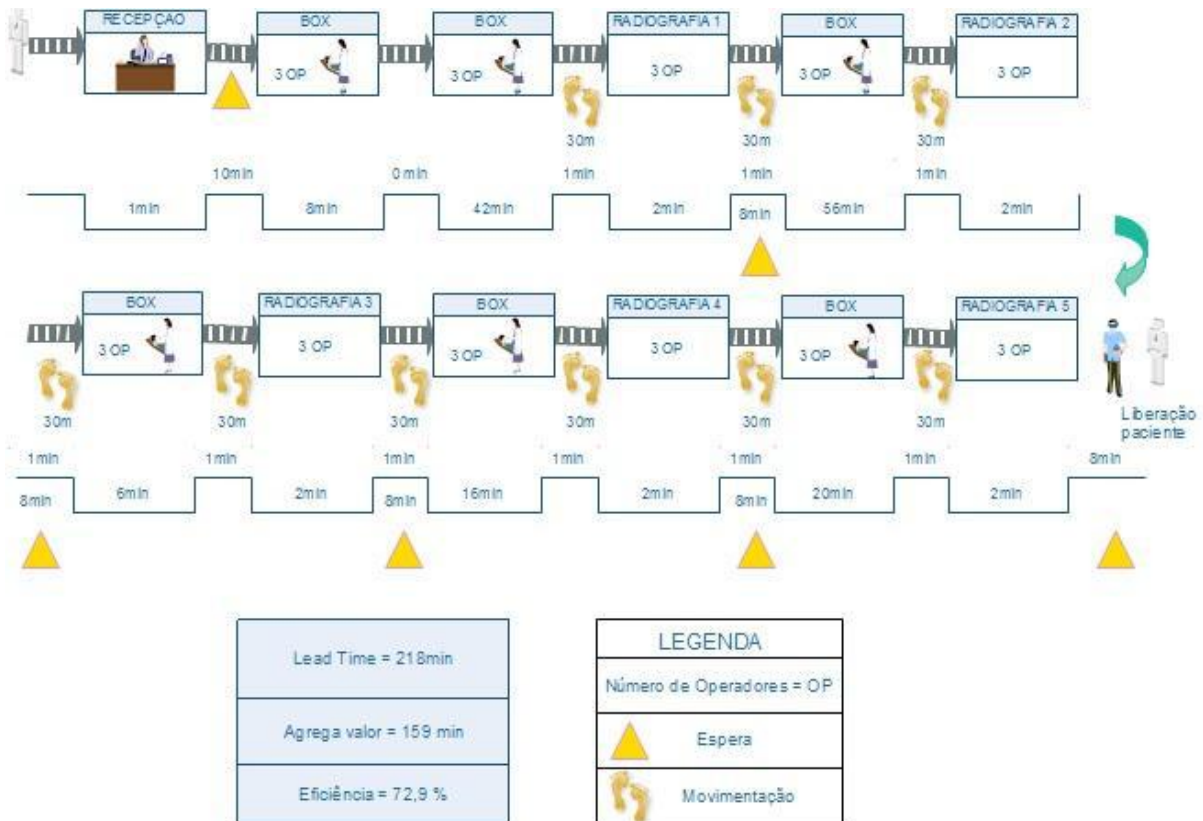 RECEPÇÃO BOX BOX RADIOGRAFIA 1 BOX RADIOGRAFIA 2
3 OP 3 OP 3 OP 3 OP 3 OP
30m 30m 30m
10min 0 min 1min 1min 1min
1min 8min 42min 2min 8min 56min 2min
BOX RADIOGRAFIA 3 BOX RADIOGRAFIA 4 BOX RADIOGRAFIA 5
3 OP 3 OP 3 OP 3 OP 3 OP 3 OP
30m 30m 30m 30m 30m 30m
Liberação
paciente
1min 1min 1min 1min 1min 1min 8min
8min 6min 2min 8min 16min 2min 8min 20min 2min
Lead Time = 218min
Agrega valor = 159 min
Eficiência = 72,9 %
LEGENDA
Número de Operadores = OP
Espera
Movimentação